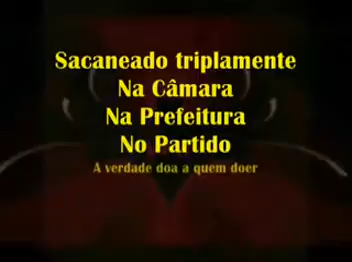 Sacaneado triplamente
Na Câmara
Na Prefeitura
No Partido
A verdade doa a quem doer